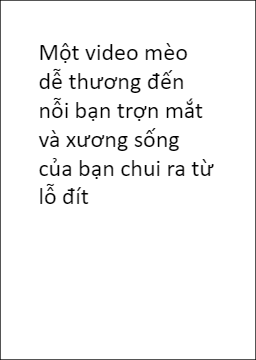 Một video mèo
dễ thương đến
nỗi bạn trợn mắt
và xương sống
của bạn chui ra từ
lỗ đít